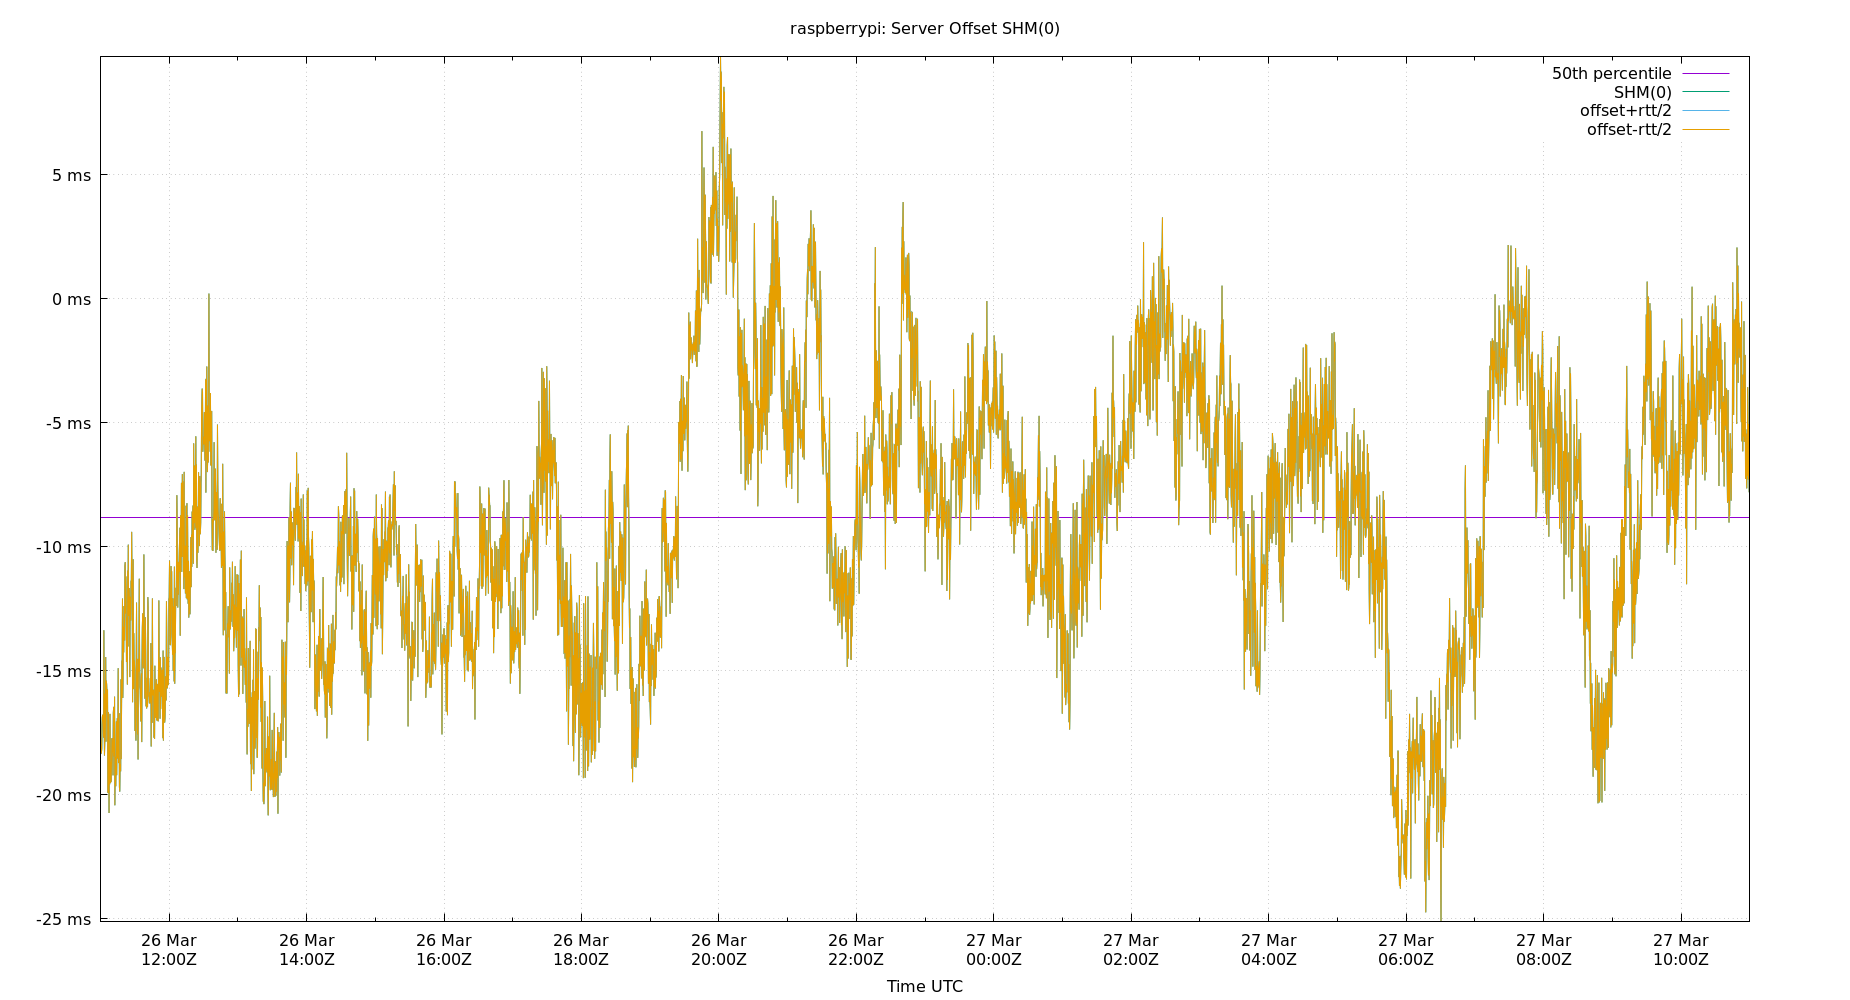 raspberrypi: Server Offset SHM(0)
50th percentile
SHM(0)
offset+rtt/2
offset-rtt/2
5 ms
0 ms
-5 ms
-10 ms
-15 ms
-20 ms
-25 ms
26 Mar 26 Mar 26 Mar 26 Mar 26 Mar 26 Mar 27 Mar 27 Mar 27 Mar 27 Mar 27 Mar 27 Mar
12:00Z 14:00Z 16:00Z 18:00Z 20:00Z 22:00Z 00:00Z 02:00Z 04:00Z 06:00Z 08:00Z 10:00Z
Time UTC